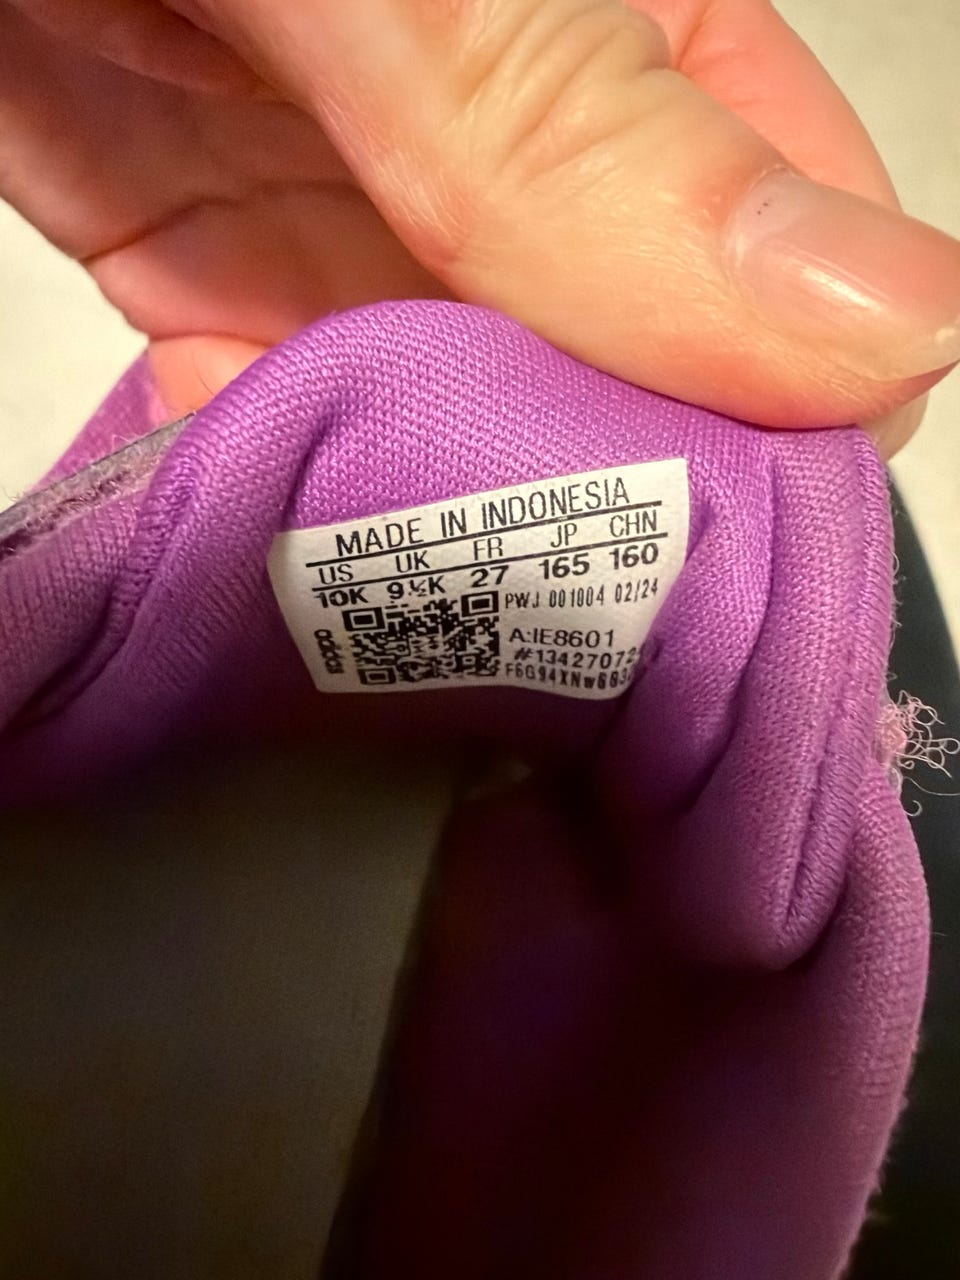 MADE IN INDONESIA
US UK FR JP CHN
10K 9½K 27 165 160
PWJ 001004 02/24
A:IE8601